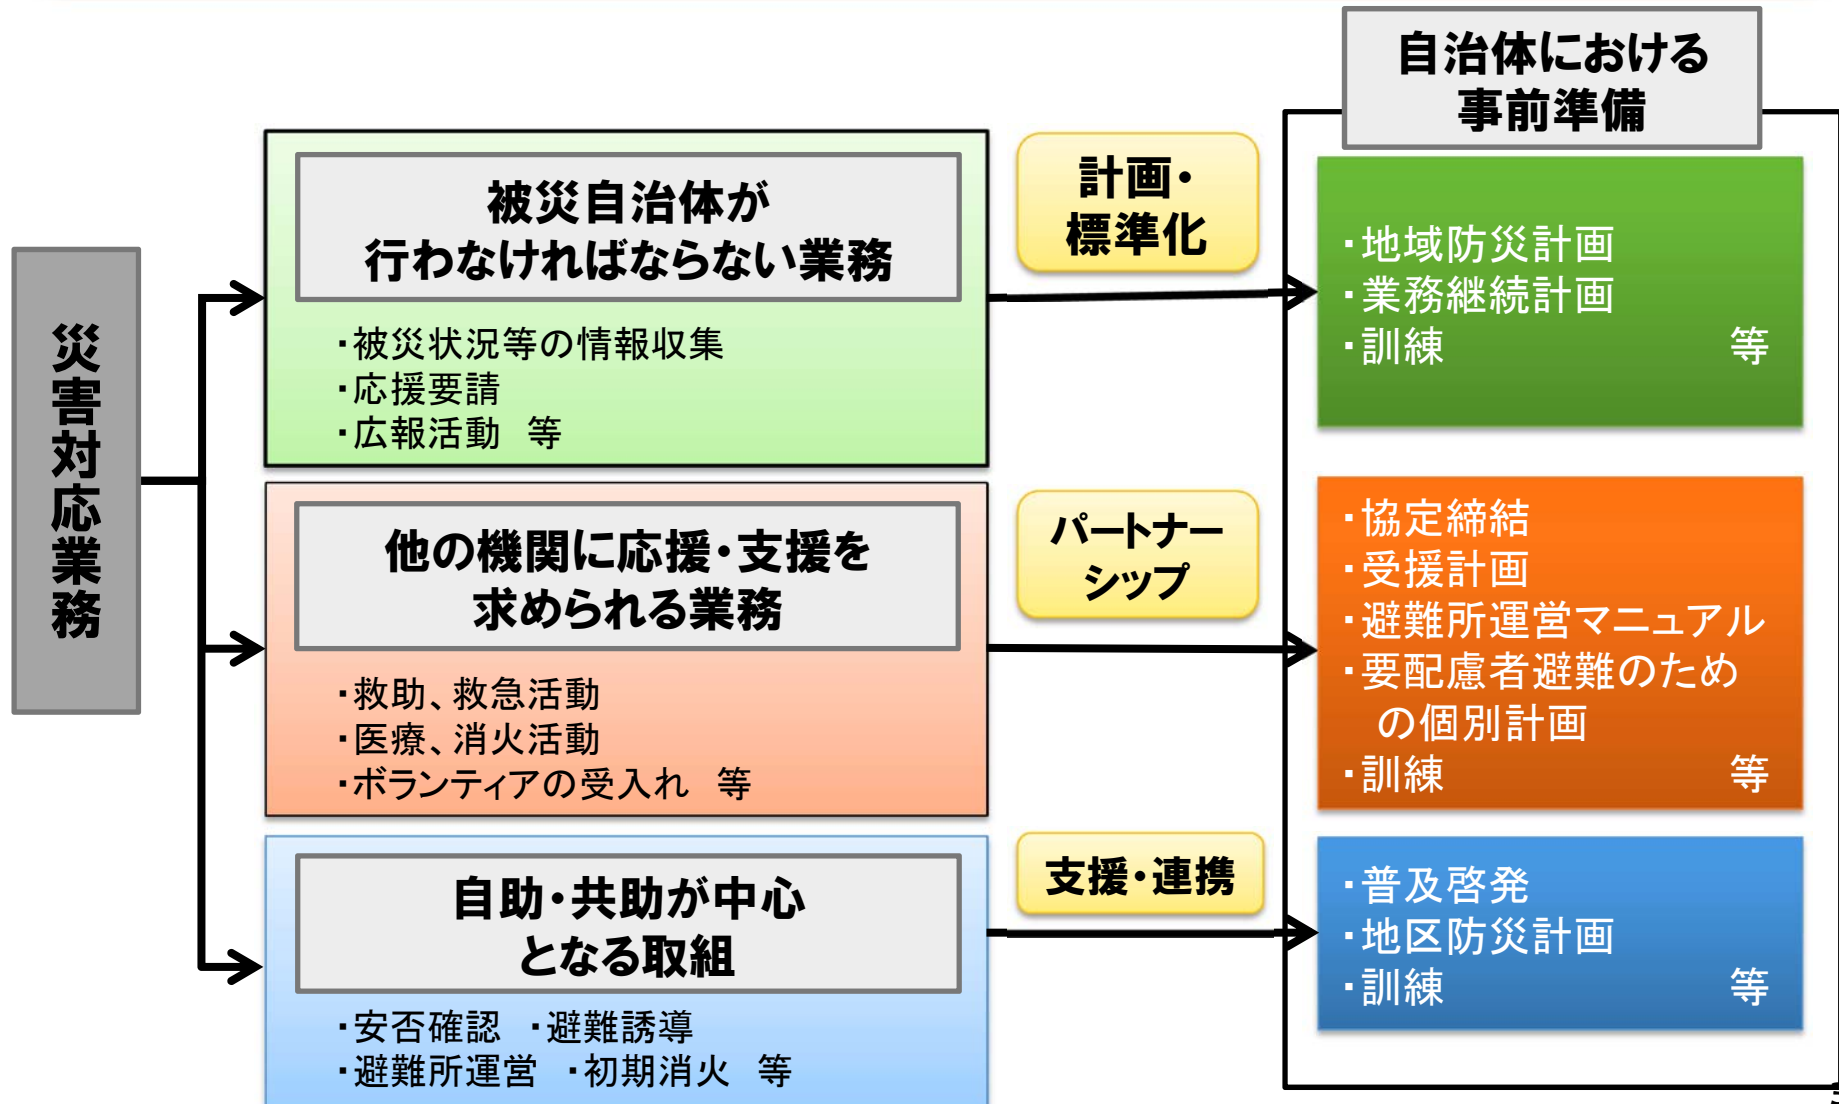 災害対応業務
被災自治体が
行わなければならない業務
・被災状況等の情報収集
・応援要請
・広報活動　等
計画・
標準化
他の機関に応援・支援を
求められる業務
・救助、救急活動
・医療、消火活動
・ボランティアの受入れ　等
パートナー
シップ
自助・共助が中心
となる取組
・安否確認　・避難誘導
・避難所運営　・初期消火　等
支援・連携
自治体における
事前準備
・地域防災計画
・業務継続計画
・訓練　等
・協定締結
・受援計画
・避難所運営マニュアル
・要配慮者避難のため
の個別計画
・訓練　等
・普及啓発
・地区防災計画
・訓練　等